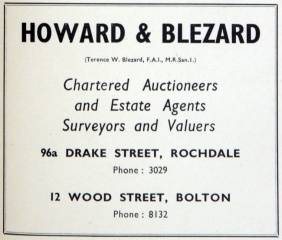 HOWARD & BLEZARD
(Terence W. Blezard, F.A.I., M.R.San.I.)
Chartered Auctioneers
and Estate Agents
Surveyors and Valuers
96a DRAKE STREET, ROCHDALE
Phone : 3029
12 WOOD STREET, BOLTON
Phone : 8132